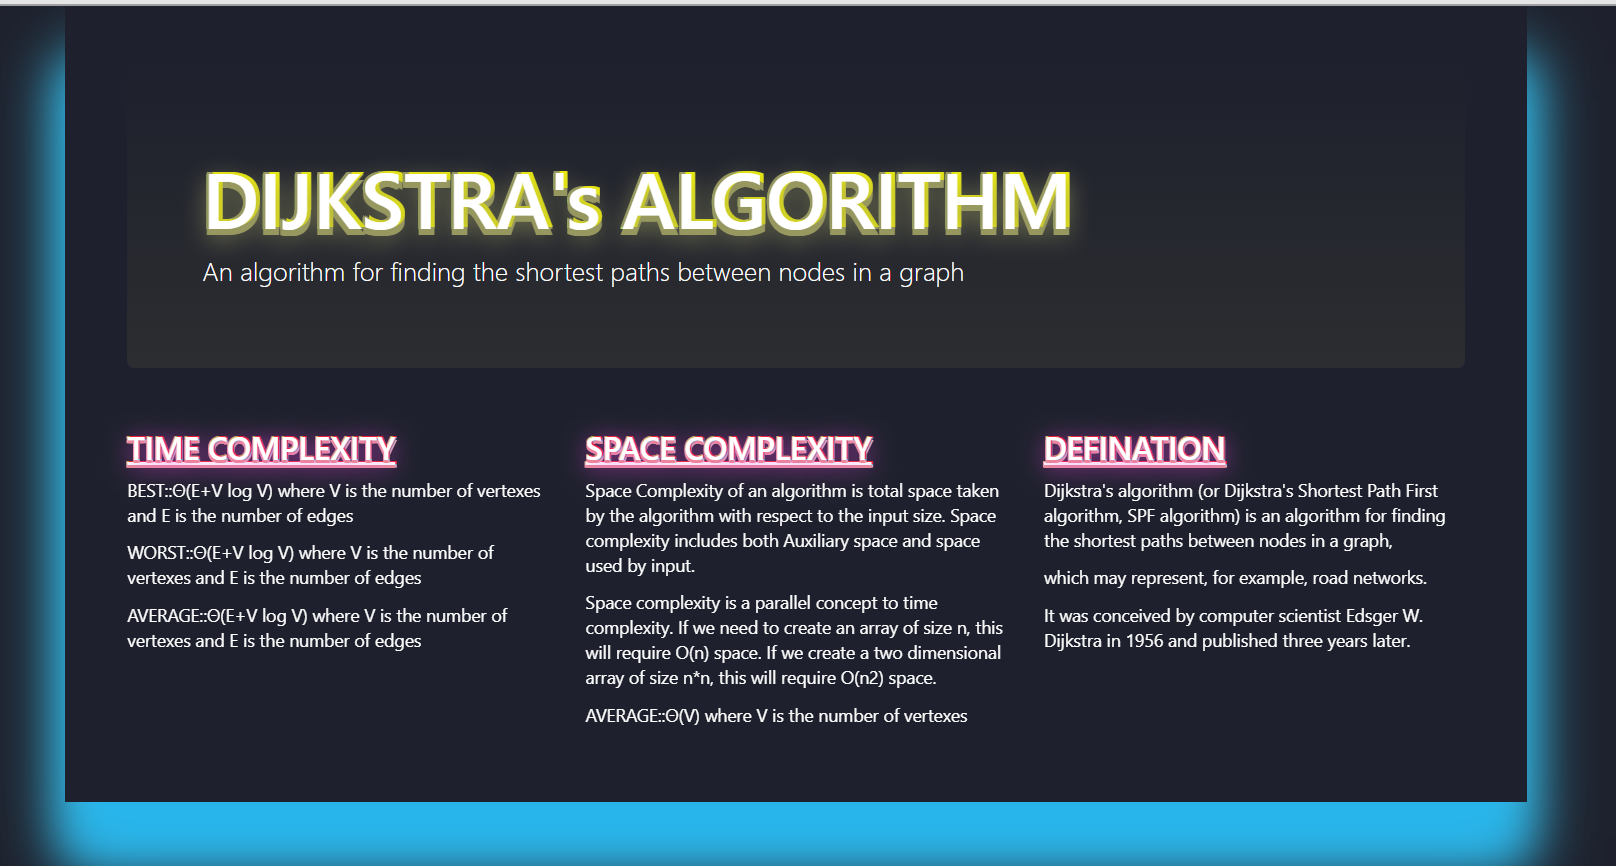 DIJKSTRA's ALGORITHM
An algorithm for finding the shortest paths between nodes in a graph
TIME COMPLEXITY
BEST::Θ(E+V log V) where V is the number of vertexes
and E is the number of edges
WORST::Θ(E+V log V) where V is the number of
vertexes and E is the number of edges
AVERAGE::Θ(E+V log V) where V is the number of
vertexes and E is the number of edges
SPACE COMPLEXITY
Space Complexity of an algorithm is total space taken
by the algorithm with respect to the input size. Space
complexity includes both Auxiliary space and space
used by input.
Space complexity is a parallel concept to time
complexity. If we need to create an array of size n, this
will require O(n) space. If we create a two dimensional
array of size n*n, this will require O(n2) space.
AVERAGE::Θ(V) where V is the number of vertexes
DEFINATION
Dijkstra's algorithm (or Dijkstra's Shortest Path First
algorithm, SPF algorithm) is an algorithm for finding
the shortest paths between nodes in a graph,
which may represent, for example, road networks.
It was conceived by computer scientist Edsger W.
Dijkstra in 1956 and published three years later.